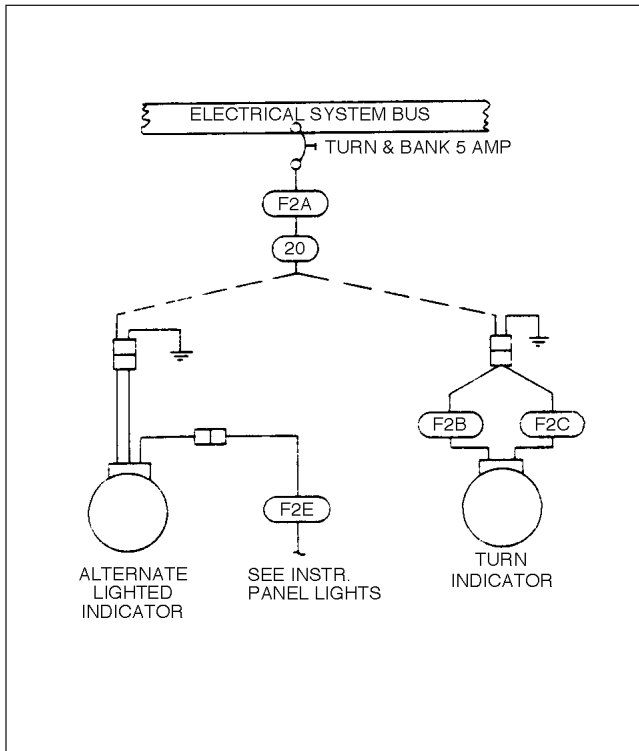 ELECTRICAL SYSTEM BUS
TURN & BANK 5 AMP
F2A
20
F2B
F2C
F2E
ALTERNATE
LIGHTED
INDICATOR
SEE INSTR.
PANEL LIGHTS
TURN
INDICATOR